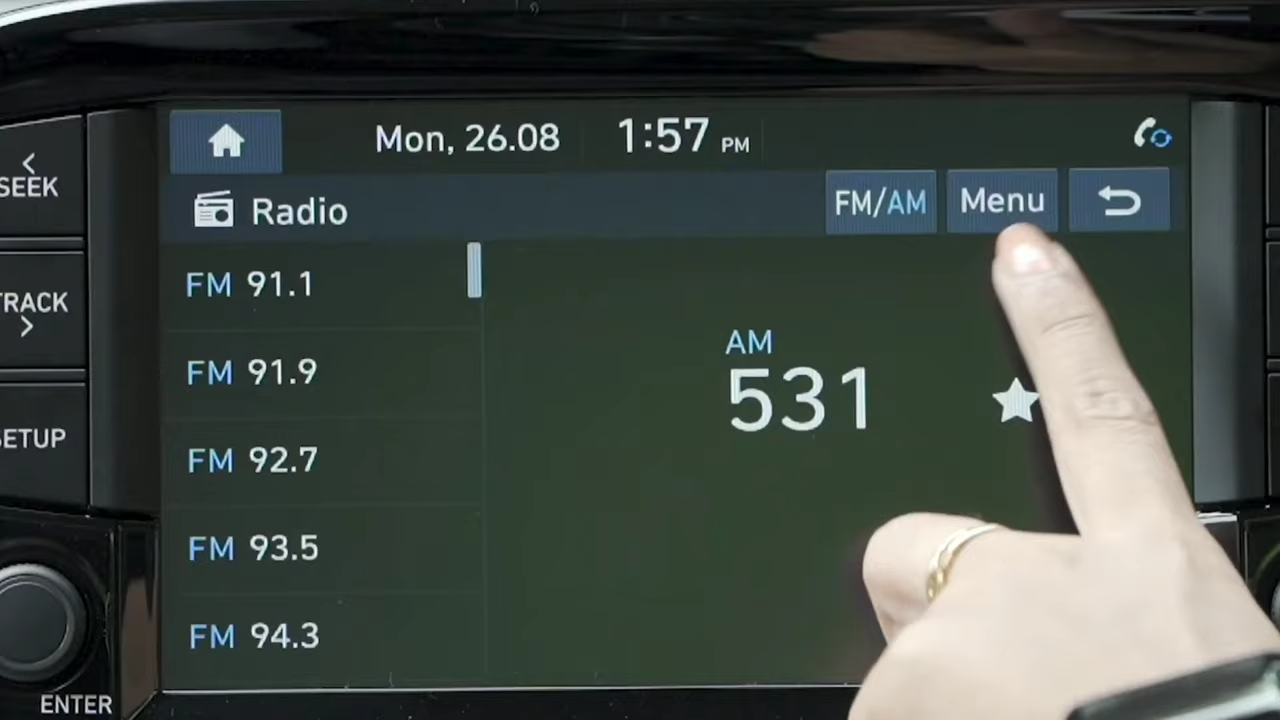 Mon, 26.08 1:57 PM
Radio FM/AM Menu
FM 91.1
FM 91.9
FM 92.7
FM 93.5
FM 94.3
AM
531
SEEK
TRACK
SETUP
ENTER